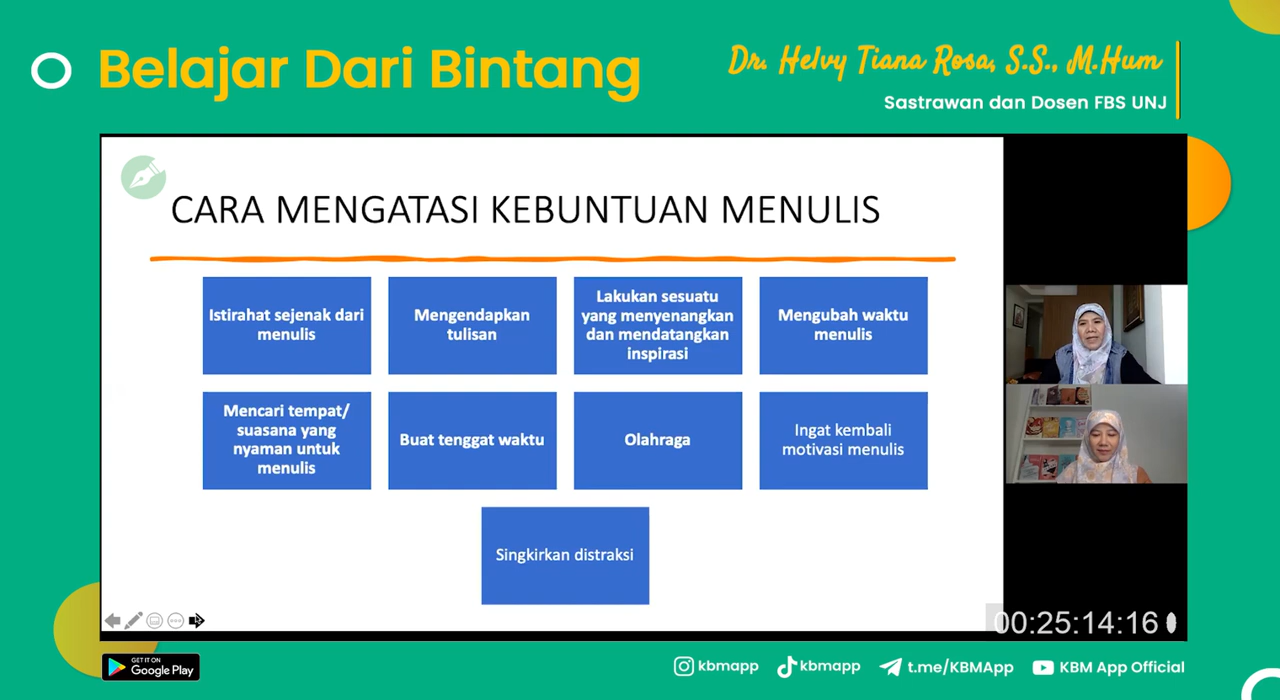 Belajar Dari Bintang
Dr. Helvy Tiana Rosa, S.S., M.Hum
Sastrawan dan Dosen FBS UNJ
CARA MENGATASI KEBUNTUAN MENULIS
Istirahat sejenak dari
menulis
Mengendapkan
tulisan
Lakukan sesuatu
yang menyenangkan
dan mendatangkan
inspirasi
Mengubah waktu
menulis
Mencari tempat/
suasana yang
nyaman untuk
menulis
Buat tenggat waktu
Olahraga
Ingat kembali
motivasi menulis
Singkirkan distraksi
00:25:14:16
GET IT ON
Google Play
kbmapp
kbmapp
t.me/KBMApp
KBM App Official